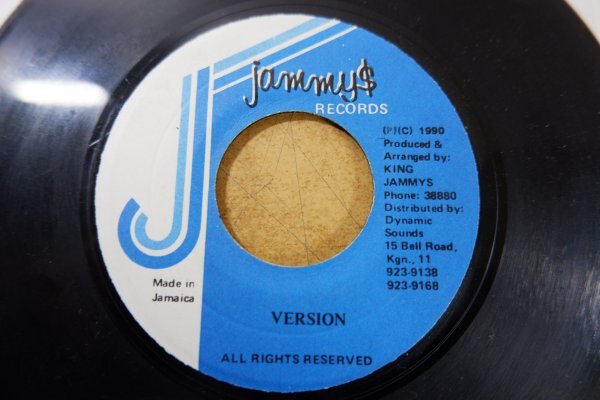 jammy$
RECORDS
(P)(C) 1990
Produced &
Arranged by:
KING
JAMMYS
Phone: 38880
Distributed by:
Dynamic
Sounds
15 Bell Road,
Kgn., 11
923-9138
923-9168
Made in
Jamaica
VERSION
ALL RIGHTS RESERVED